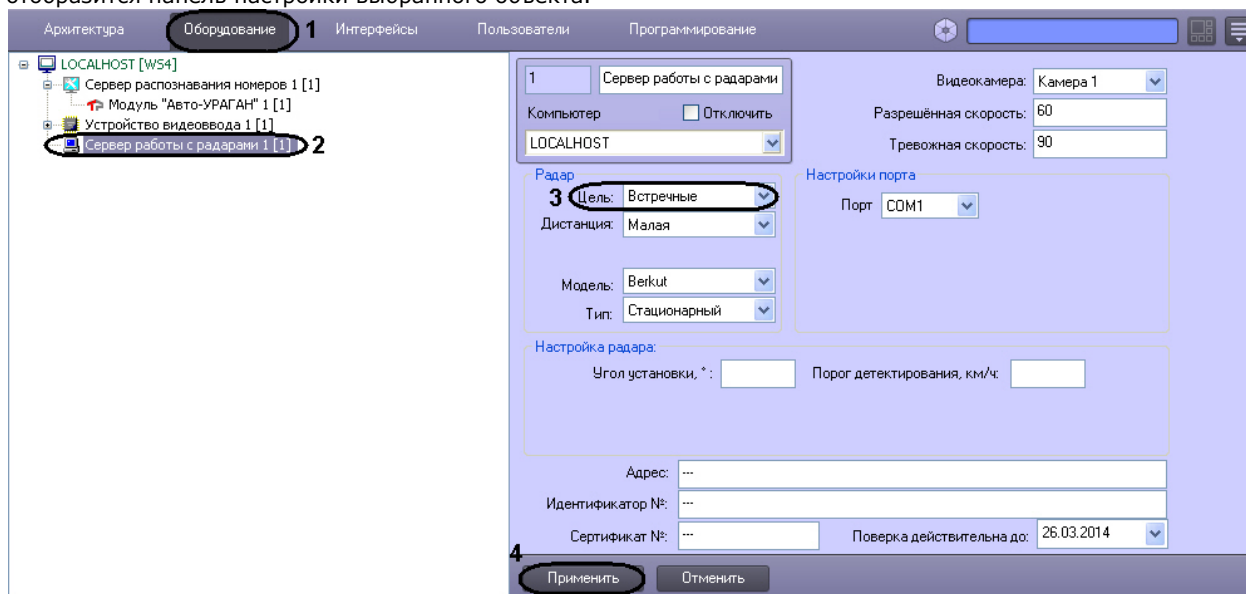 отобразится панель настройки выбранного объекта.
Архитектура Оборудование 1 Интерфейсы Пользователи Программирование
LOCALHOST [WS4]
Сервер распознавания номеров 1 [1]
Модуль "Авто-УРАГАН" 1 [1]
Устройство видеоввода 1 [1]
Сервер работы с радарами 1 [1] 2
1 Сервер работы с радарами
Компьютер Отключить
LOCALHOST
Видеокамера: Камера 1
Разрешённая скорость: 60
Тревожная скорость: 90
Радар
3 Цель: Встречные
Дистанция: Малая
Модель: Berkut
Тип: Стационарный
Настройки порта
Порт COM1
Настройка радара:
Угол установки, ° : Порог детектирования, км/ч:
Адрес: ---
Идентификатор №: ---
Сертификат №: --- Поверка действительна до: 26.03.2014
4
Применить Отменить